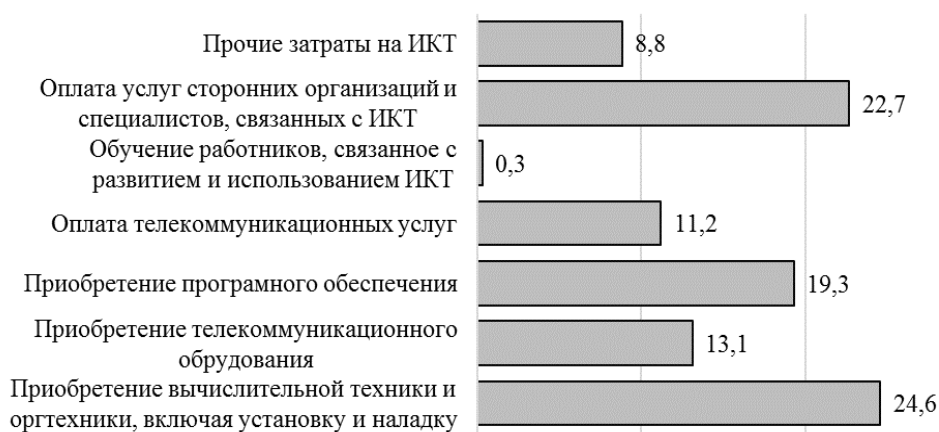 Прочие затраты на ИКТ
8,8
Оплата услуг сторонних организаций и
специалистов, связанных с ИКТ
22,7
Обучение работников, связанное с
развитием и использованием ИКТ
0,3
Оплата телекоммуникационных услуг
11,2
Приобретение програмного обеспечения
19,3
Приобретение телекоммуникационного
обрудования
13,1
Приобретение вычислительной техники и
оргтехники, включая установку и наладку
24,6